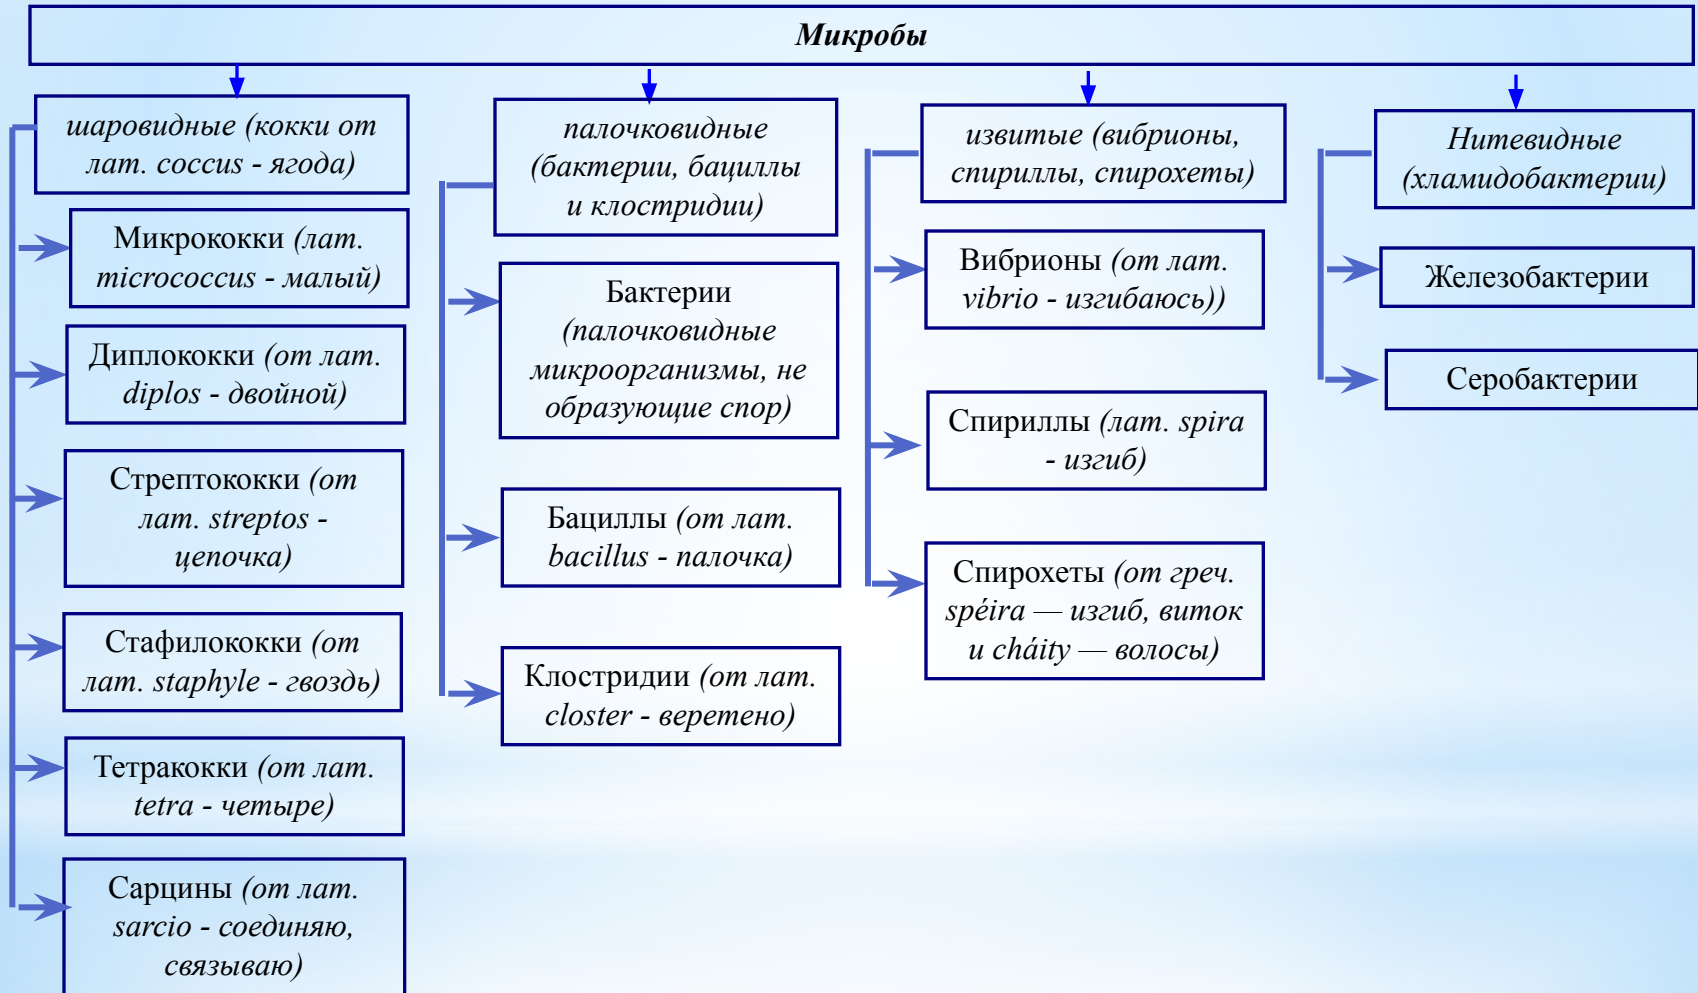 Микробы
шаровидные (кокки от
лат. coccus - ягода)
Микрококки (лат.
micrococcus - малый)
Диплококки (от лат.
diplos - двойной)
Стрептококки (от
лат. streptos -
цепочка)
Стафилококки (от
лат. staphyle - гвоздь)
Тетракокки (от лат.
tetra - четыре)
Сарцины (от лат.
sarcio - соединяю,
связываю)
палочковидные
(бактерии, бациллы
и клостридии)
Бактерии
(палочковидные
микроорганизмы, не
образующие спор)
Бациллы (от лат.
bacillus - палочка)
Клостридии (от лат.
closter - веретено)
извитые (вибрионы,
спириллы, спирохеты)
Вибрионы (от лат.
vibrio - изгибаюсь))
Спириллы (лат. spira
- изгиб)
Спирохеты (от греч.
spéira — изгиб, виток
и cháity — волосы)
Нитевидные
(хламидобактерии)
Железобактерии
Серобактерии